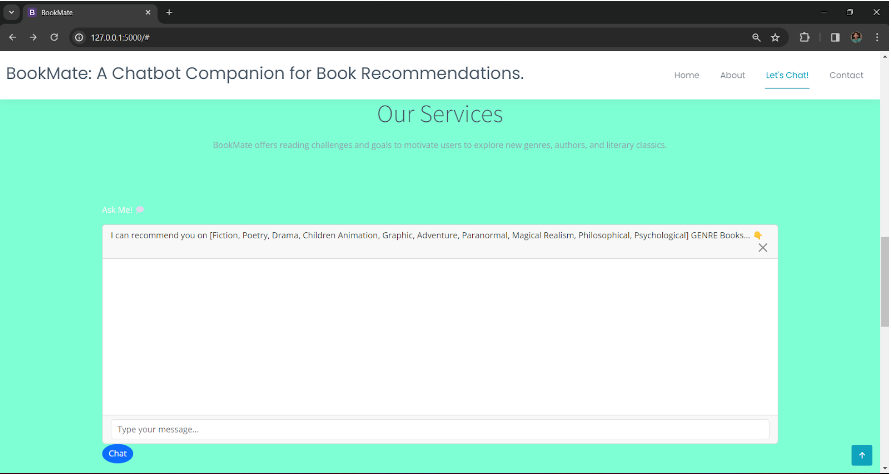 BookMate
127.0.0.1:5000/#
BookMate: A Chatbot Companion for Book Recommendations.
Home About Let's Chat! Contact
Our Services
BookMate offers reading challenges and goals to motivate users to explore new genres, authors, and literary classics.
Ask Me:
I can recommend you on [Fiction, Poetry, Drama, Children Animation, Graphic, Adventure, Paranormal, Magical Realism, Philosophical, Psychological] GENRE Books... 👇
Type your message...
Chat